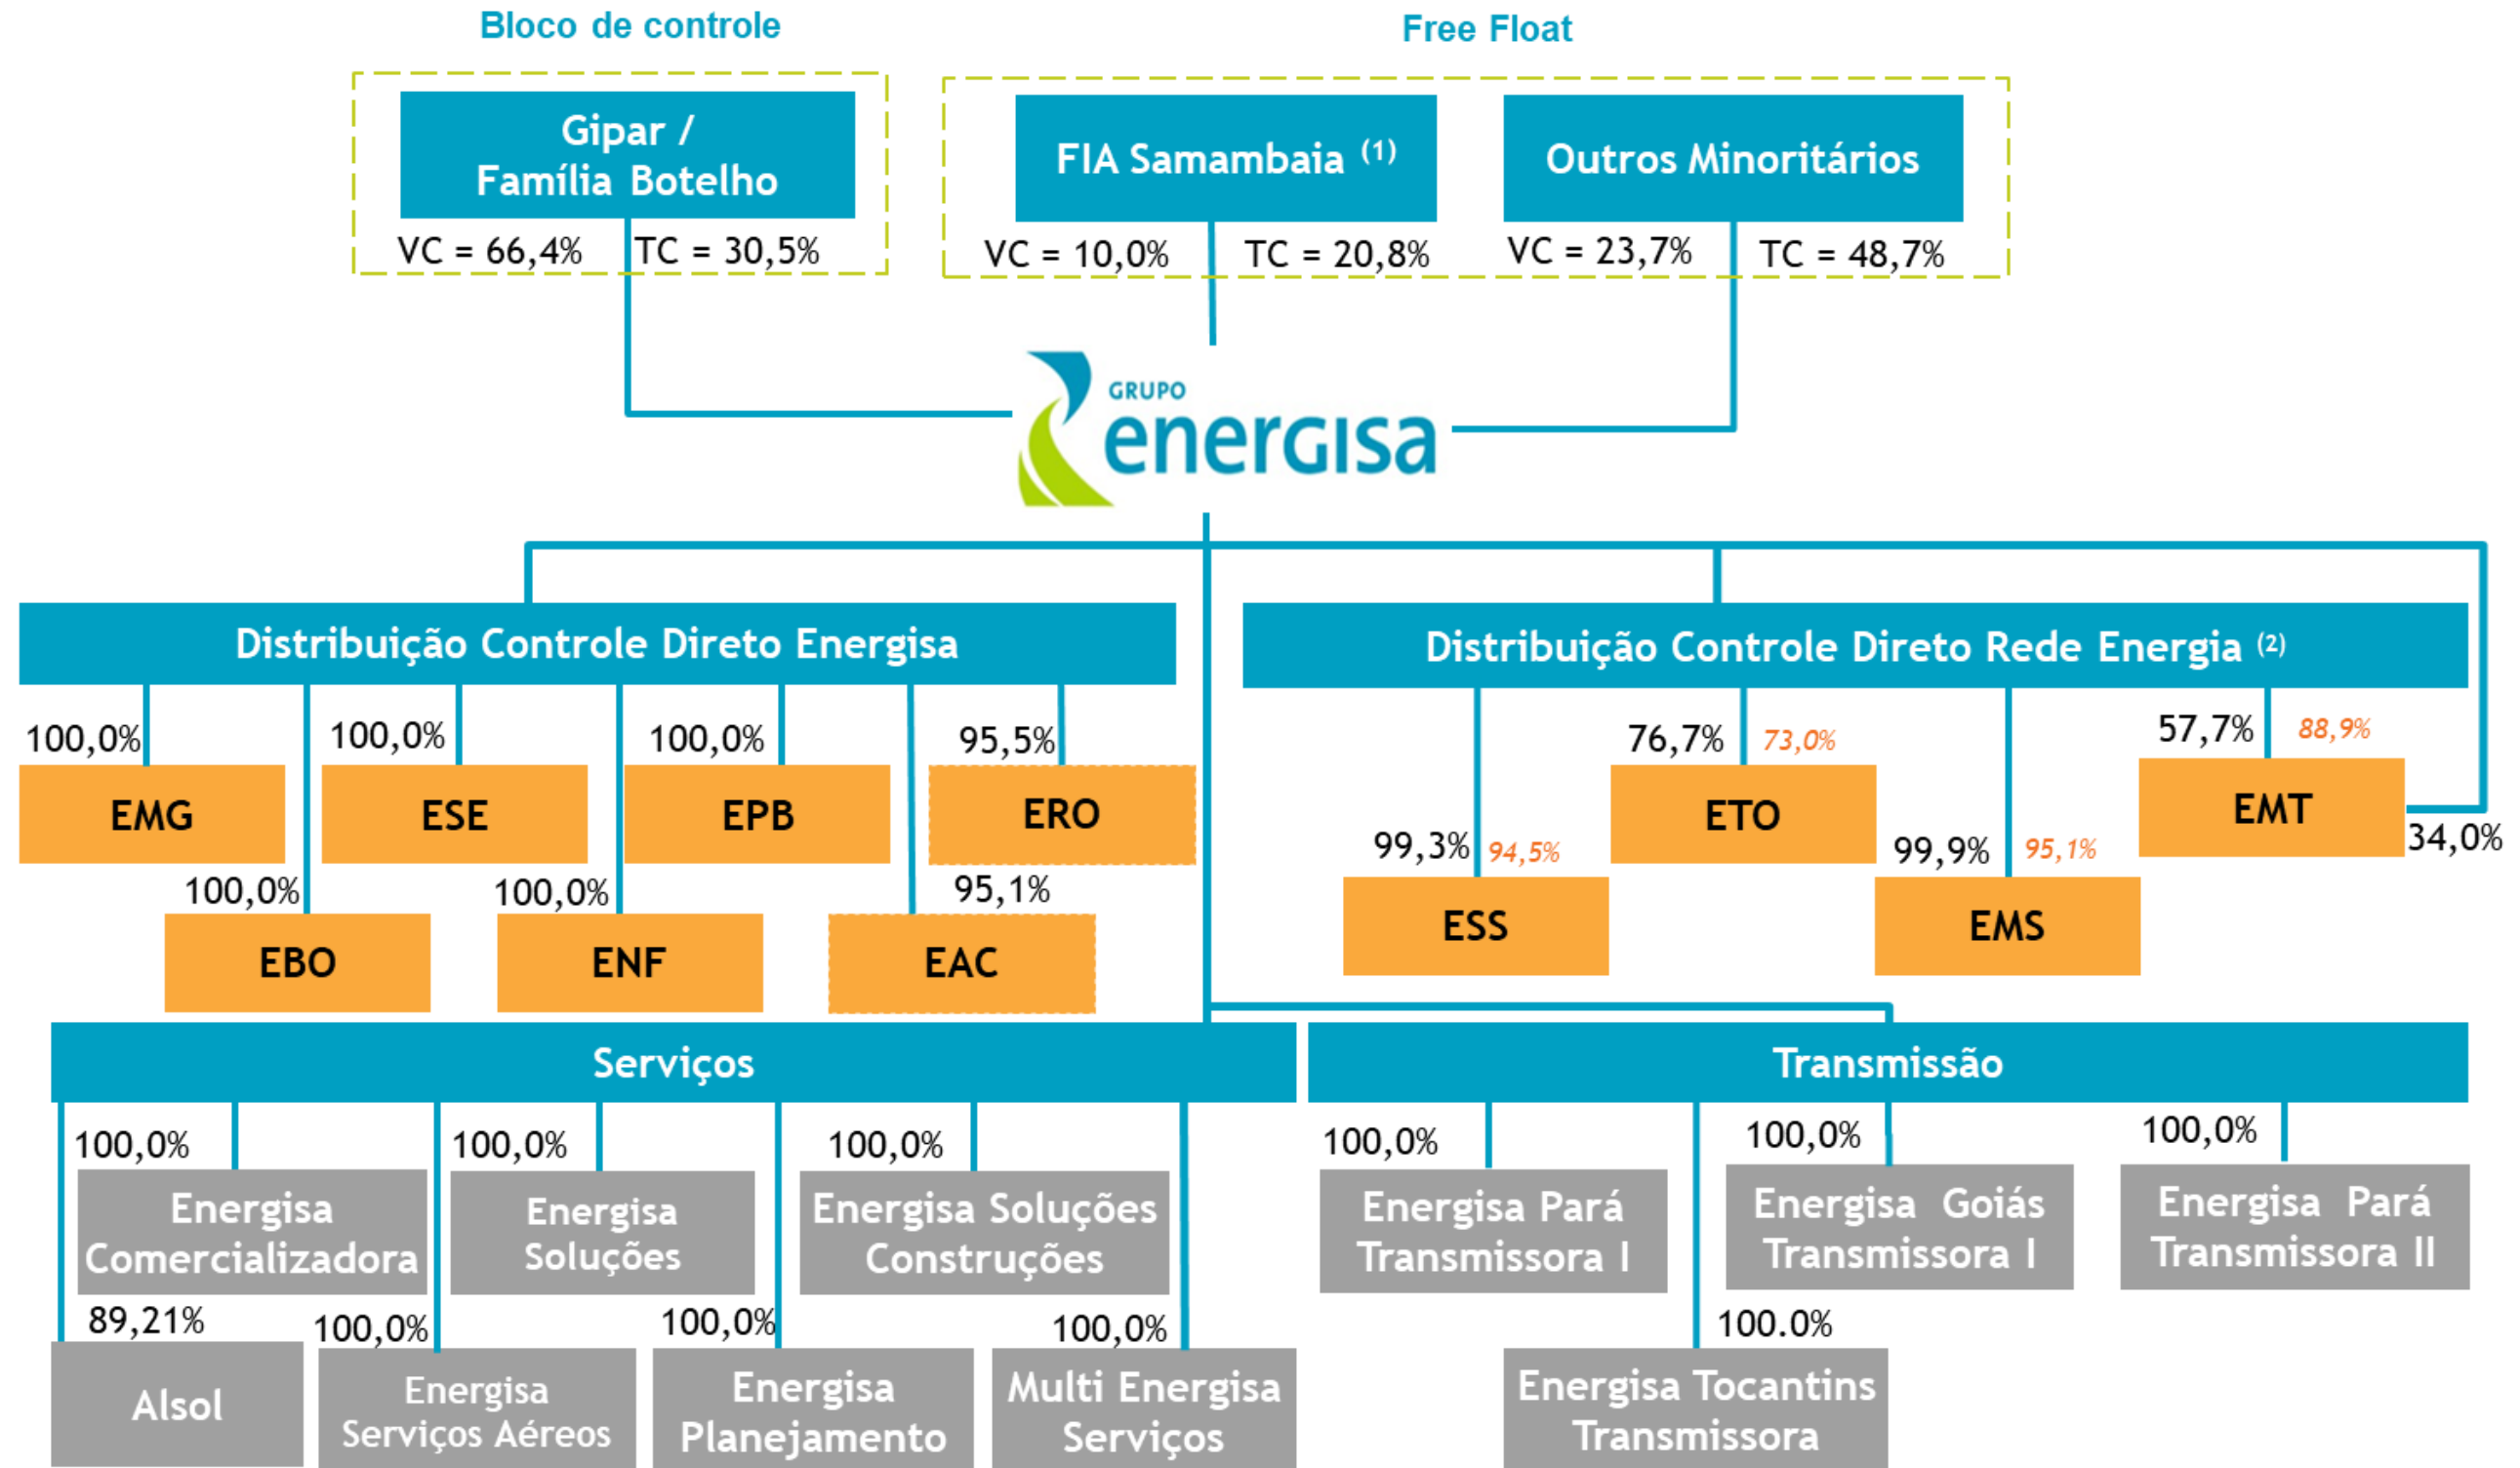 Bloco de controle
Free Float
Gipar /
Família Botelho
FIA Samambaia (1)
Outros Minoritários
VC = 66,4%
TC = 30,5%
VC = 10,0%
TC = 20,8%
VC = 23,7%
TC = 48,7%
GRUPO
energisa
Distribuição Controle Direto Energisa
Distribuição Controle Direto Rede Energia (2)
100,0%
100,0%
100,0%
95,5%
EMG
ESE
EPB
ERO
100,0%
100,0%
95,1%
EBO
ENF
EAC
76,7%
73,0%
57,7%
88,9%
ETO
EMT
34,0%
99,3%
94,5%
99,9%
95,1%
ESS
EMS
Serviços
Transmissão
100,0%
100,0%
100,0%
Energisa
Comercializadora
Energisa
Soluções
Energisa Soluções
Construções
89,21%
100,0%
100,0%
100,0%
Alsol
Energisa
Serviços Aéreos
Energisa
Planejamento
Multi Energisa
Serviços
100,0%
100,0%
100,0%
Energisa Pará
Transmissora I
Energisa Goiás
Transmissora I
Energisa Pará
Transmissora II
100.0%
Energisa Tocantins
Transmissora